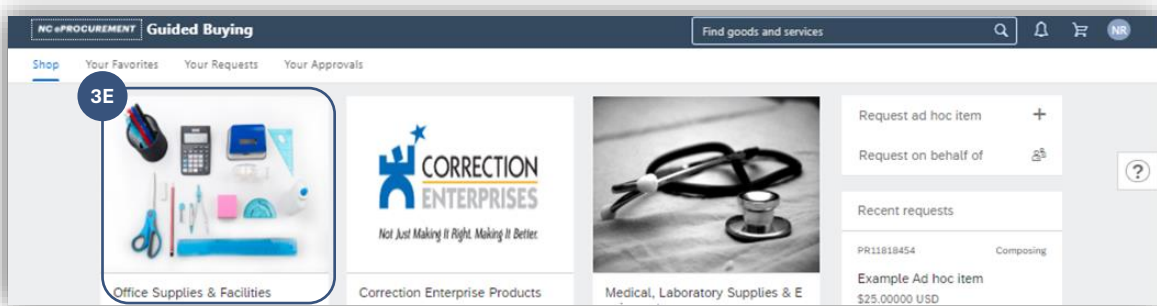 NC ePROCUREMENT Guided Buying
Find goods and services
NR
Shop Your Favorites Your Requests Your Approvals
3E
CORRECTION
ENTERPRISES
Not Just Making It Right. Making It Better.
Office Supplies & Facilities
Correction Enterprise Products
Medical, Laboratory Supplies & E
Request ad hoc item +
Request on behalf of
?
Recent requests
PR11818454 Composing
Example Ad hoc item
$25.00000 USD